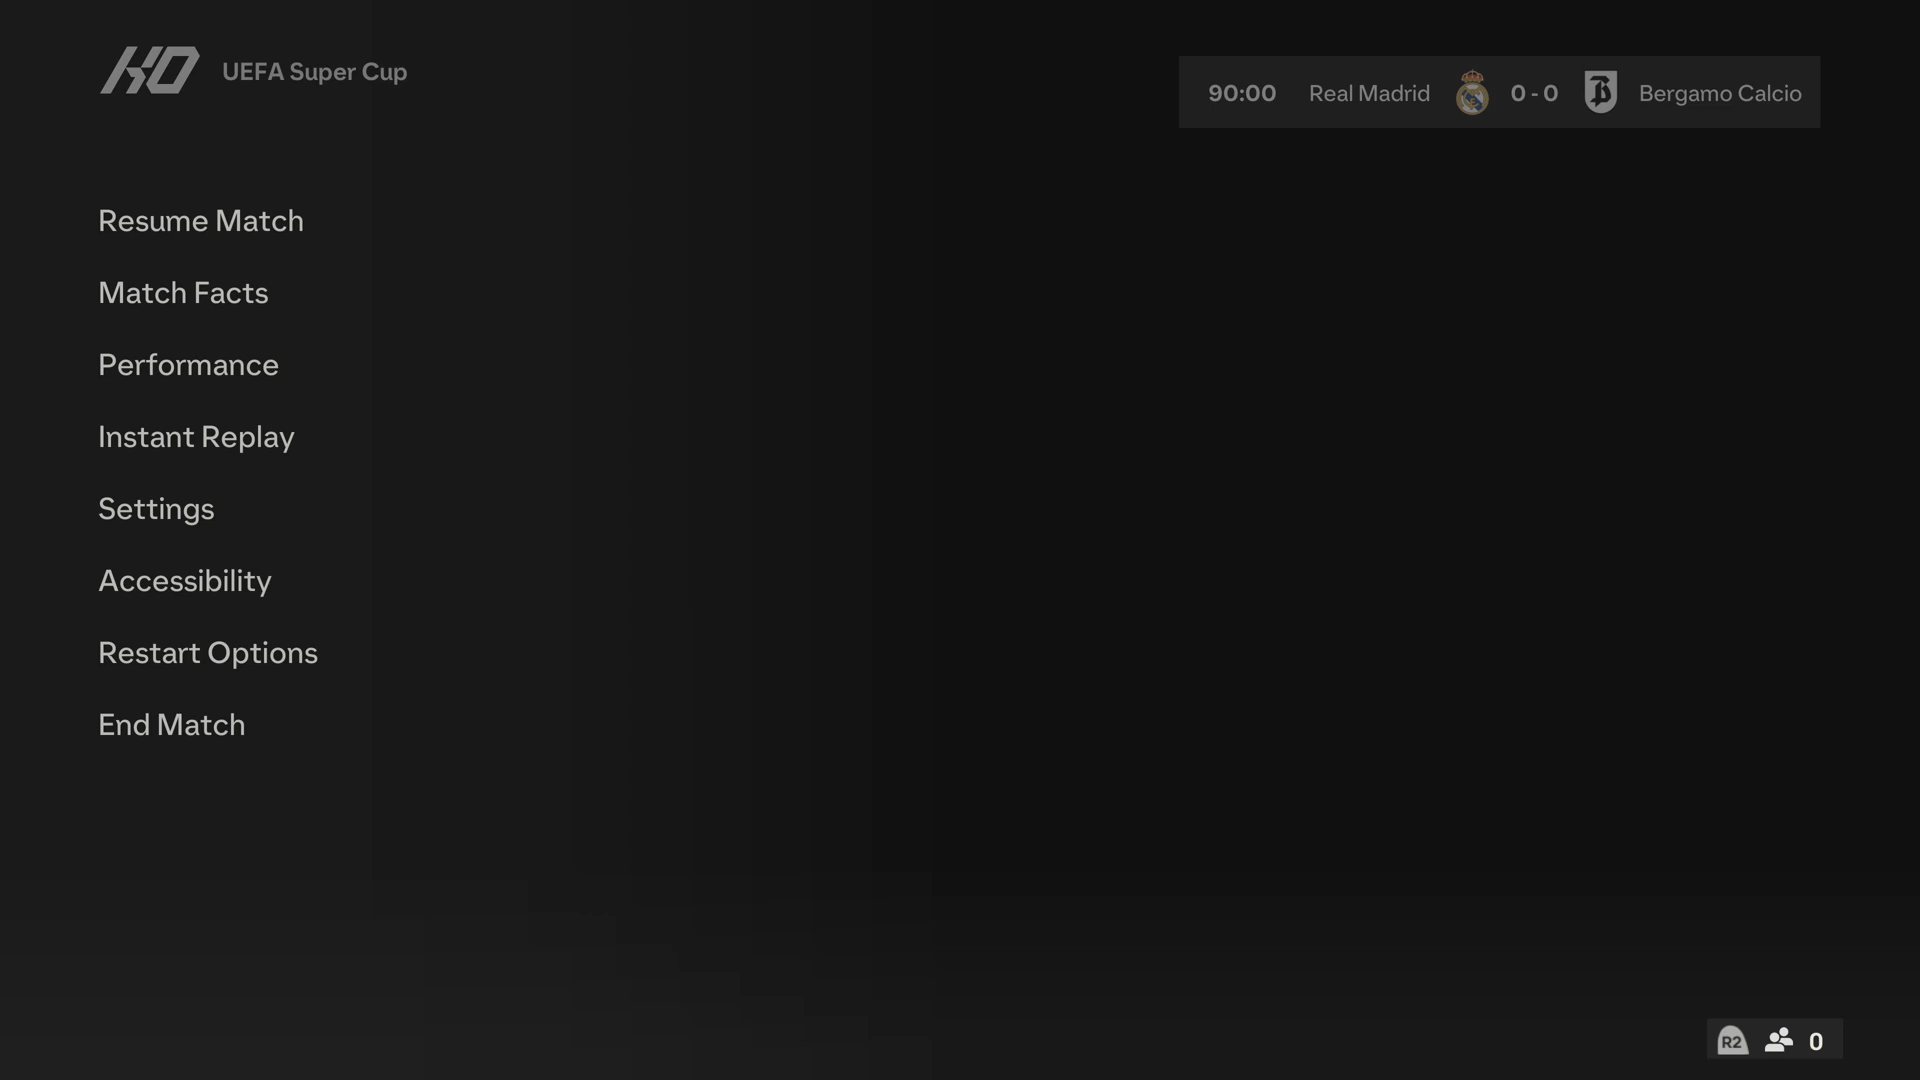 KO UEFA Super Cup
90:00 Real Madrid 0 - 0 B Bergamo Calcio
Resume Match
Match Facts
Performance
Instant Replay
Settings
Accessibility
Restart Options
End Match
R2 0